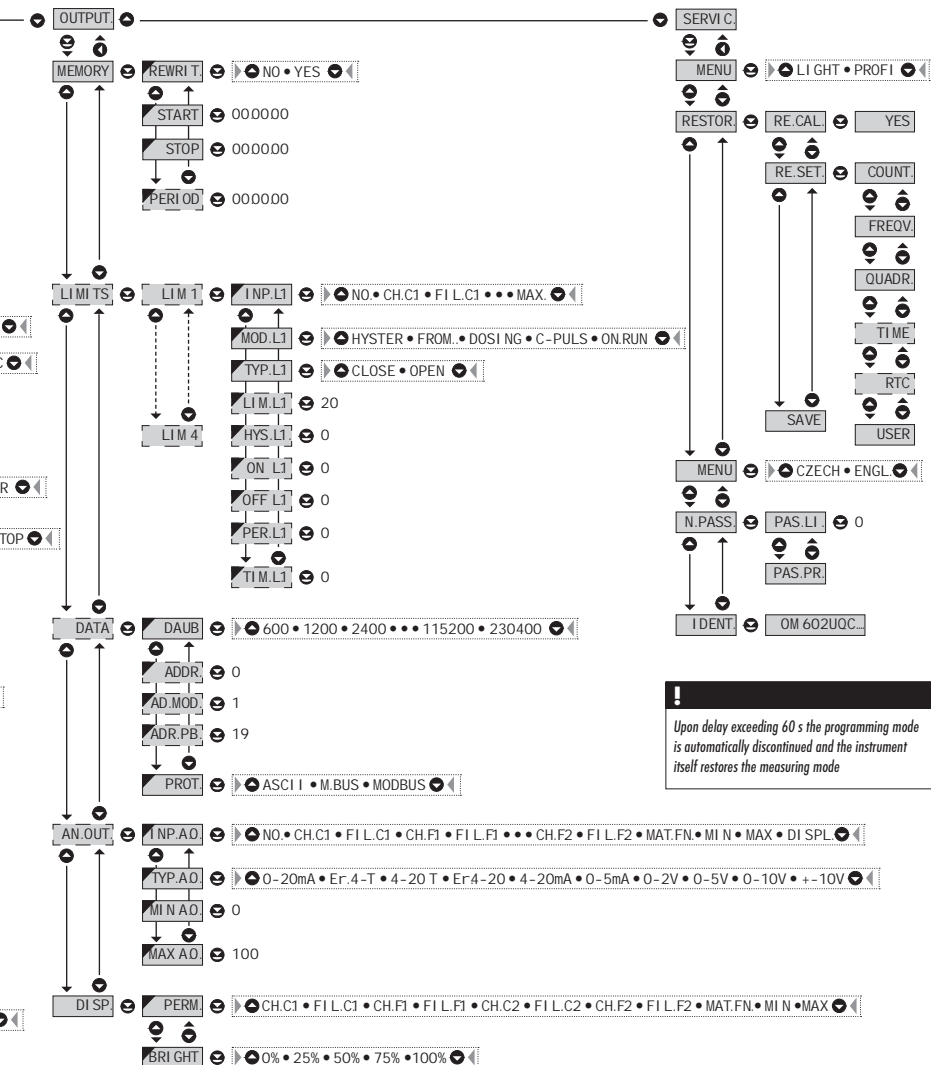 OUTPUT.
SERVIC.
MEMORY REWRIT. NO • YES
MENU LIGHT • PROFI
START 00.00.00
RESTOR. RE.CAL. YES
STOP 00.00.00
RE.SET. COUNT.
PERIOD 00.00.00
FREQV.
LIMITS LIM 1 INP.L1 NO. • CH.C1 • FIL.C1 • • • MAX.
QUADR.
MOD.L1 HYSTER • FROM.. • DOSING • C-PULS • ON.RUN
TIME
TYP.L1 CLOSE • OPEN
C
RTC
LIM.L1 20
SAVE
LIM 4 HYS.L1. 0
USER
ON L1 0
MENU CZECH • ENGL.
R
OFF L1 0
N.PASS. PAS.LI. 0
TOP
PER.L1 0
PAS.PR.
TIM.L1 0
DATA DAUB 600 • 1200 • 2400 • • • 115200 • 230400
IDENT. OM 602UQC...
ADDR. 0
AD.MOD. 1
!
ADR.PB. 19
Upon delay exceeding 60 s the programming mode
is automatically discontinued and the instrument
itself restores the measuring mode
PROT. ASCII • M.BUS • MODBUS
AN.OUT. INP.A.O. NO. • CH.C1 • FIL.C1 • CH.F1 • FIL.F1 • • • CH.F2 • FIL.F2 • MAT.FN. • MIN • MAX • DISPL.
TYP.A.O. 0-20mA • Er.4-T • 4-20 T • Er4-20 • 4-20mA • 0-5mA • 0-2V • 0-5V • 0-10V • +-10V
MIN A.O. 0
MAX A.O. 100
DISP. PERM. CH.C1 • FIL.C1 • CH.F1 • FIL.F1 • CH.C2 • FIL.C2 • CH.F2 • FIL.F2 • MAT.FN. • MIN • MAX
BRIGHT 0% • 25% • 50% • 75% • 100%